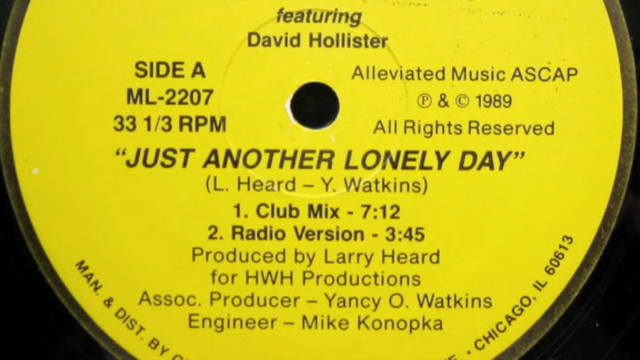 featuring
David Hollister
SIDE A
ML-2207
33 1/3 RPM
Alleviated Music ASCAP
℗ & © 1989
All Rights Reserved
"JUST ANOTHER LONELY DAY"
(L. Heard – Y. Watkins)
1. Club Mix - 7:12
2. Radio Version - 3:45
Produced by Larry Heard
for HWH Productions
Assoc. Producer – Yancy O. Watkins
Engineer – Mike Konopka
MAN. & DIST. BY
• CHICAGO, IL 60613